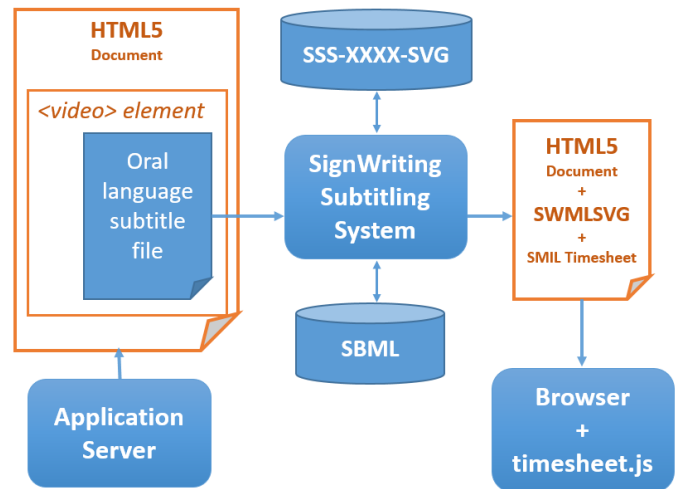 HTML5
Document
<video> element
Oral
language
subtitle
file
Application
Server
SSS-XXXX-SVG
SignWriting
Subtitling
System
SBML
HTML5
Document
+
SWMLSVG
+
SMIL Timesheet
Browser
+
timesheet.js